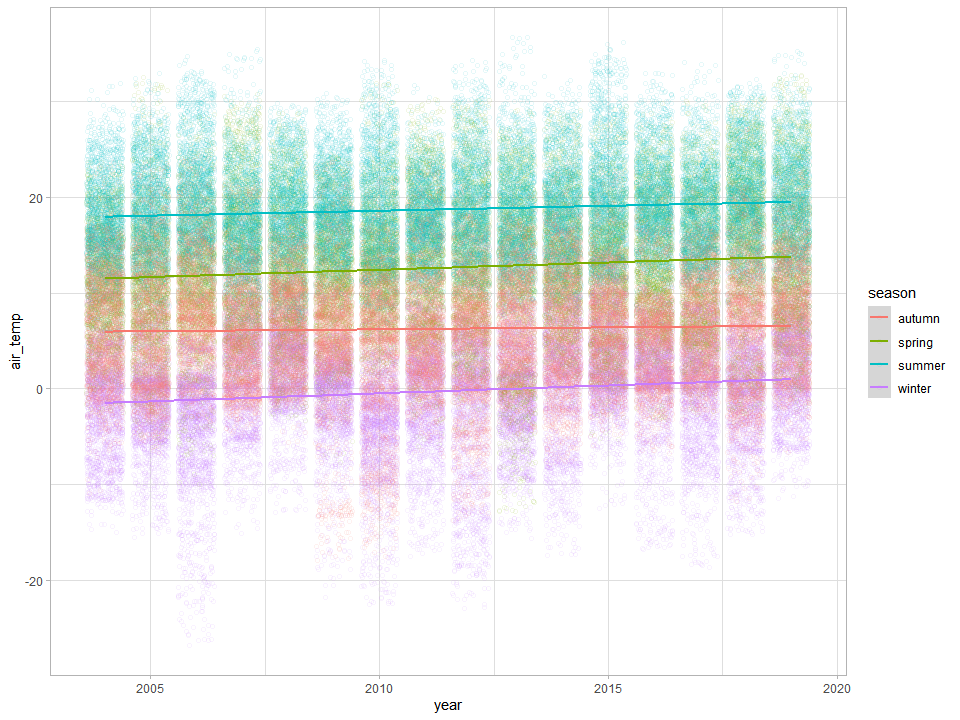 air_temp
20
0
-20
2005
2010
2015
2020
year
season
autumn
spring
summer
winter